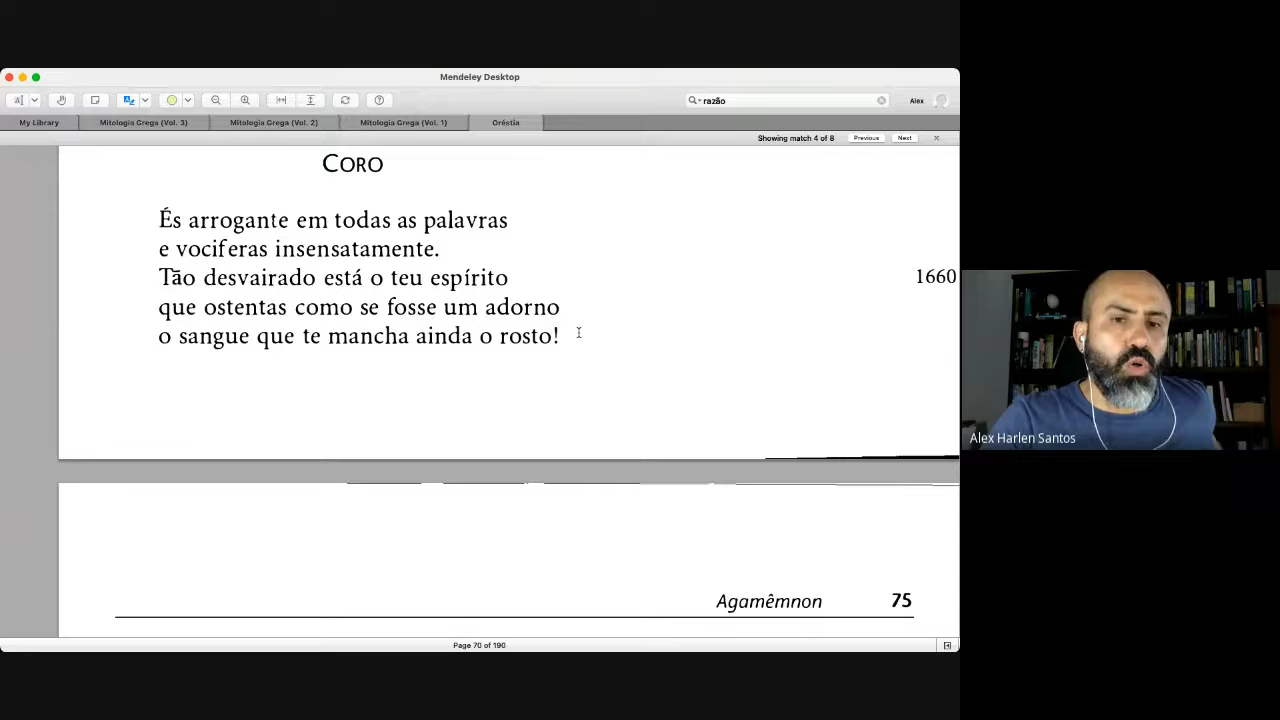 Mendeley Desktop
razão
Alex
My Library
Mitologia Grega (Vol. 3)
Mitologia Grega (Vol. 2)
Mitologia Grega (Vol. 1)
Oréstia
Showing match 4 of 8
Previous
Next
CORO
És arrogante em todas as palavras
e vociferas insensatamente.
Tão desvairado está o teu espírito 1660
que ostentas como se fosse um adorno
o sangue que te mancha ainda o rosto!
Alex Harlen Santos
Agamêmnon 75
Page 70 of 190